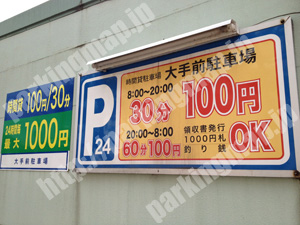 時間貸 100円/30分
24時間最大
最大 1000円
大手前駐車場
P
24
時間貸駐車場 大手前駐車場
8:00~20:00
30分 100円
20:00~8:00
60分100円
領収書発行
1000円札
釣り銭
OK